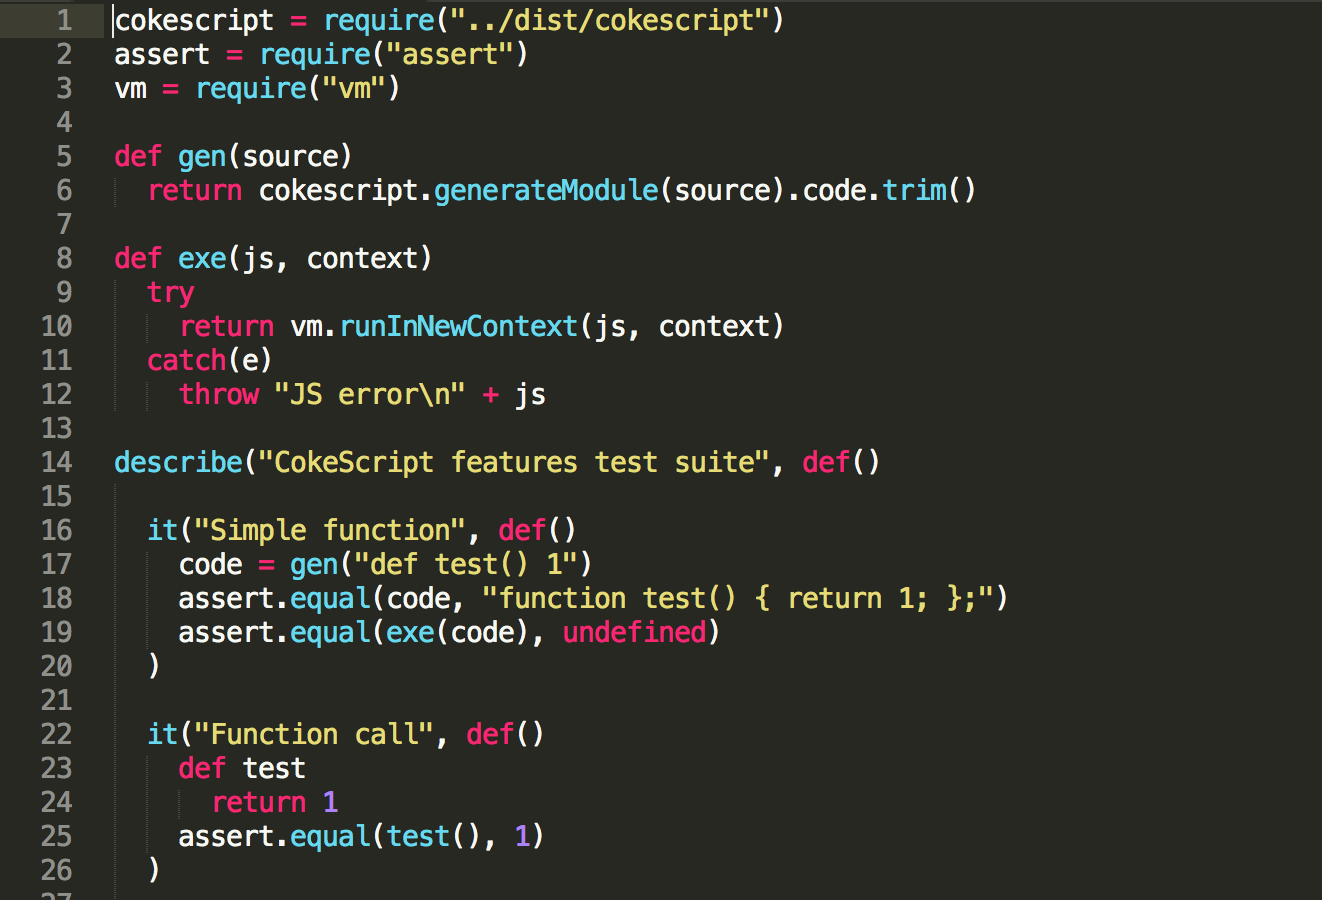 1 cokescript = require("../dist/cokescript")
2 assert = require("assert")
3 vm = require("vm")
4
5 def gen(source)
6   return cokescript.generateModule(source).code.trim()
7
8 def exe(js, context)
9   try
10     return vm.runInNewContext(js, context)
11   catch(e)
12     throw "JS error\n" + js
13
14 describe("CokeScript features test suite", def()
15
16   it("Simple function", def()
17     code = gen("def test() 1")
18     assert.equal(code, "function test() { return 1; };")
19     assert.equal(exe(code), undefined)
20   )
21
22   it("Function call", def()
23     def test
24       return 1
25     assert.equal(test(), 1)
26   )
27